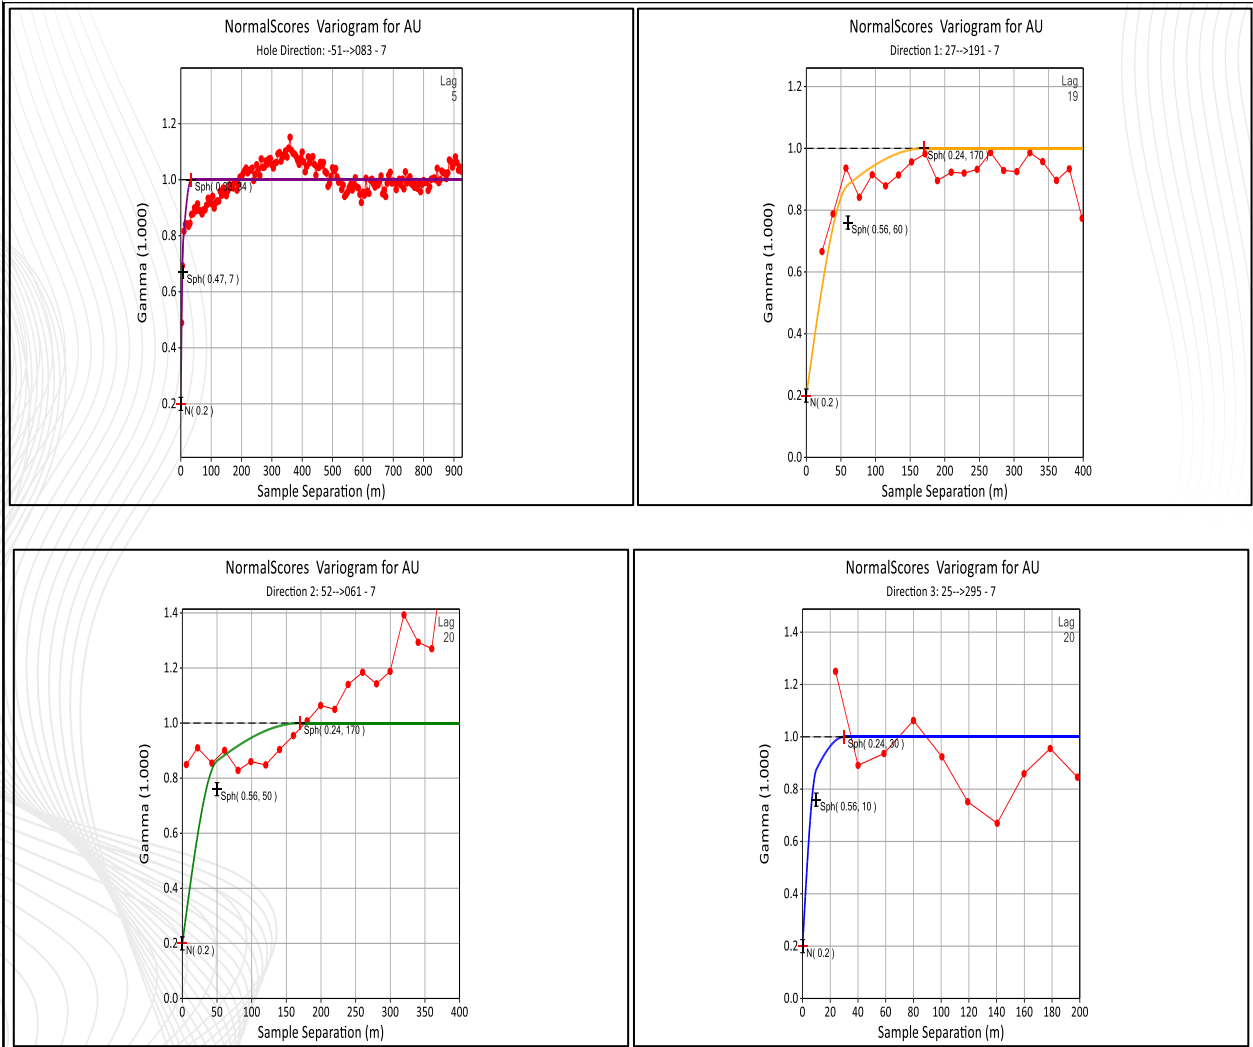 NormalScores Variogram for AU
Hole Direction: -51-->083 - 7
Lag
5
1.2
1.0
0.8
0.6
0.4
0.2
Gamma (1.000)
Sph( 0.47, 7 )
N( 0.2 )
0 100 200 300 400 500 600 700 800 900
Sample Separation (m)
NormalScores Variogram for AU
Direction 1: 27-->191 - 7
Lag
19
1.2
1.0
0.8
0.6
0.4
0.2
0.0
Gamma (1.000)
Sph( 0.24, 170 )
Sph( 0.56, 60 )
N( 0.2 )
0 50 100 150 200 250 300 350 400
Sample Separation (m)
NormalScores Variogram for AU
Direction 2: 52-->061 - 7
Lag
20
1.4
1.2
1.0
0.8
0.6
0.4
0.2
0.0
Gamma (1.000)
Sph( 0.24, 170 )
Sph( 0.56, 50 )
N( 0.2 )
0 50 100 150 200 250 300 350 400
Sample Separation (m)
NormalScores Variogram for AU
Direction 3: 25-->295 - 7
Lag
20
1.4
1.2
1.0
0.8
0.6
0.4
0.2
0.0
Gamma (1.000)
Sph( 0.24, 30 )
Sph( 0.56, 10 )
N( 0.2 )
0 20 40 60 80 100 120 140 160 180 200
Sample Separation (m)